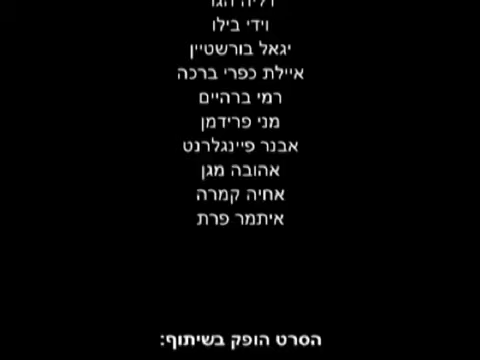 וידי בילו
יגאל בורשטיין
איילת כפרי ברכה
רמי ברהיים
מני פרידמן
אבנר פיינגלרנט
אהובה מגן
אחיה קמרה
איתמר פרת
הסרט הופק בשיתוף: